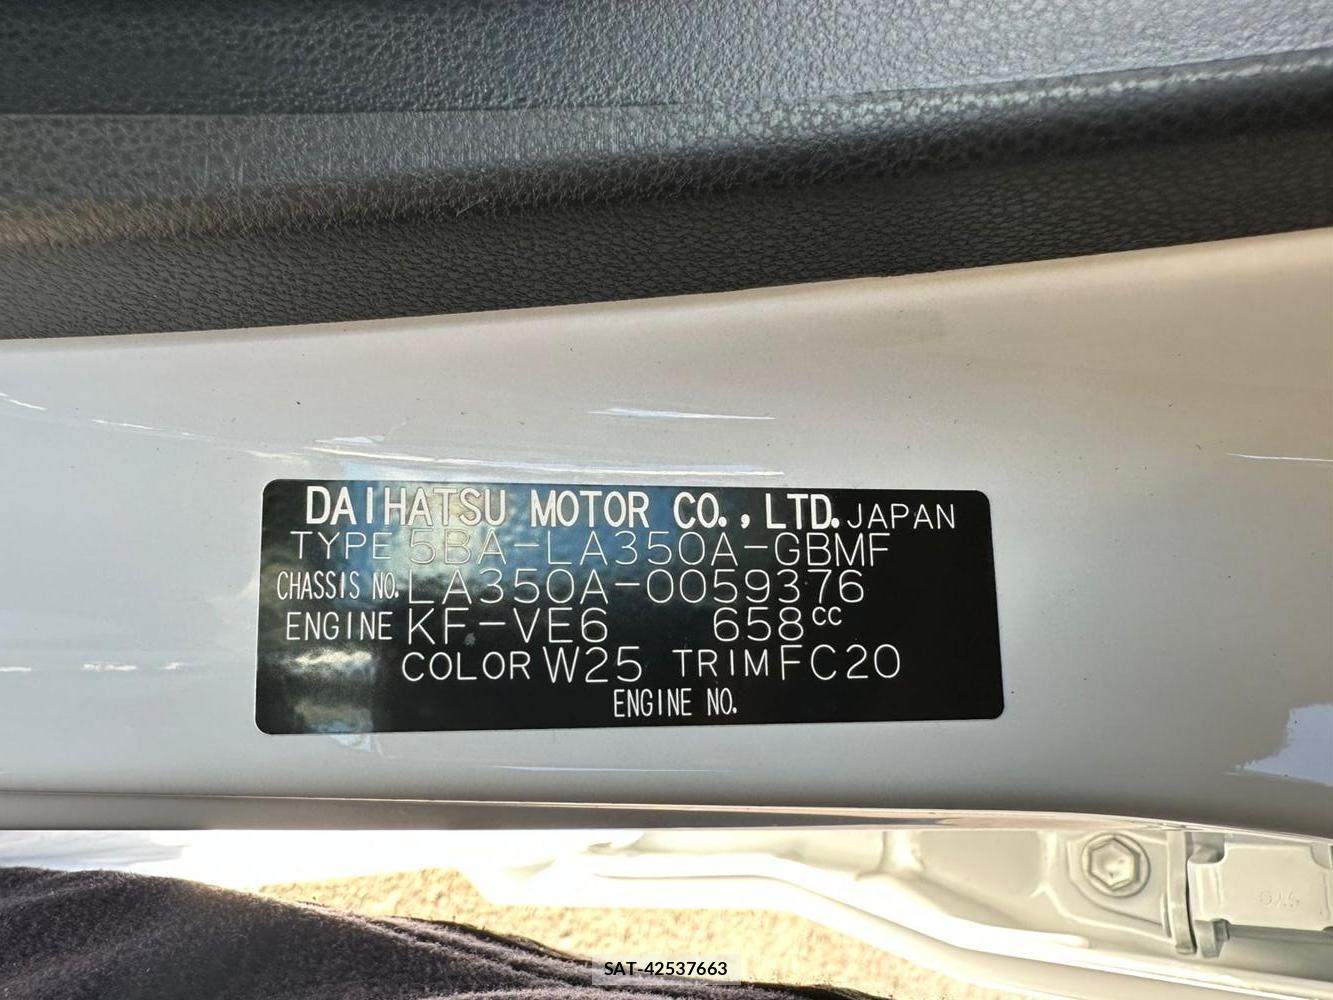 DAIHATSU MOTOR CO., LTD. JAPAN
TYPE 5BA-LA350A-GBMF
CHASSIS NO. LA350A-0059376
ENGINE KF-VE6 658cc
COLOR W25 TRIM FC20
ENGINE NO.
SAT-42537663